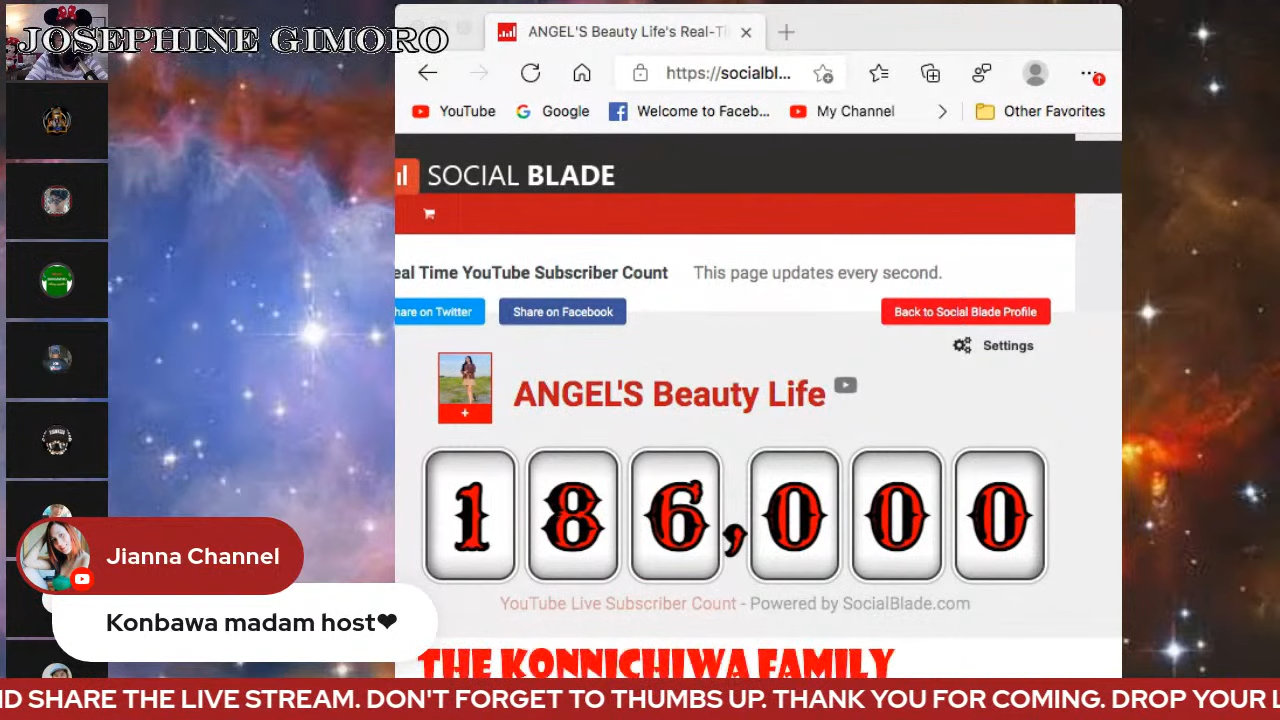 JOSEPHINE GIMORO
ANGEL'S Beauty Life's Real-Ti
https://socialbl...
YouTube
Google
Welcome to Faceb...
My Channel
Other Favorites
SOCIAL BLADE
eal Time YouTube Subscriber Count
This page updates every second.
hare on Twitter
Share on Facebook
Back to Social Blade Profile
Settings
ANGEL'S Beauty Life
186,000
YouTube Live Subscriber Count - Powered by SocialBlade.com
Jianna Channel
Konbawa madam host❤
THE KONNICHIWA FAMILY
ND SHARE THE LIVE STREAM. DON'T FORGET TO THUMBS UP. THANK YOU FOR COMING. DROP YOUR L